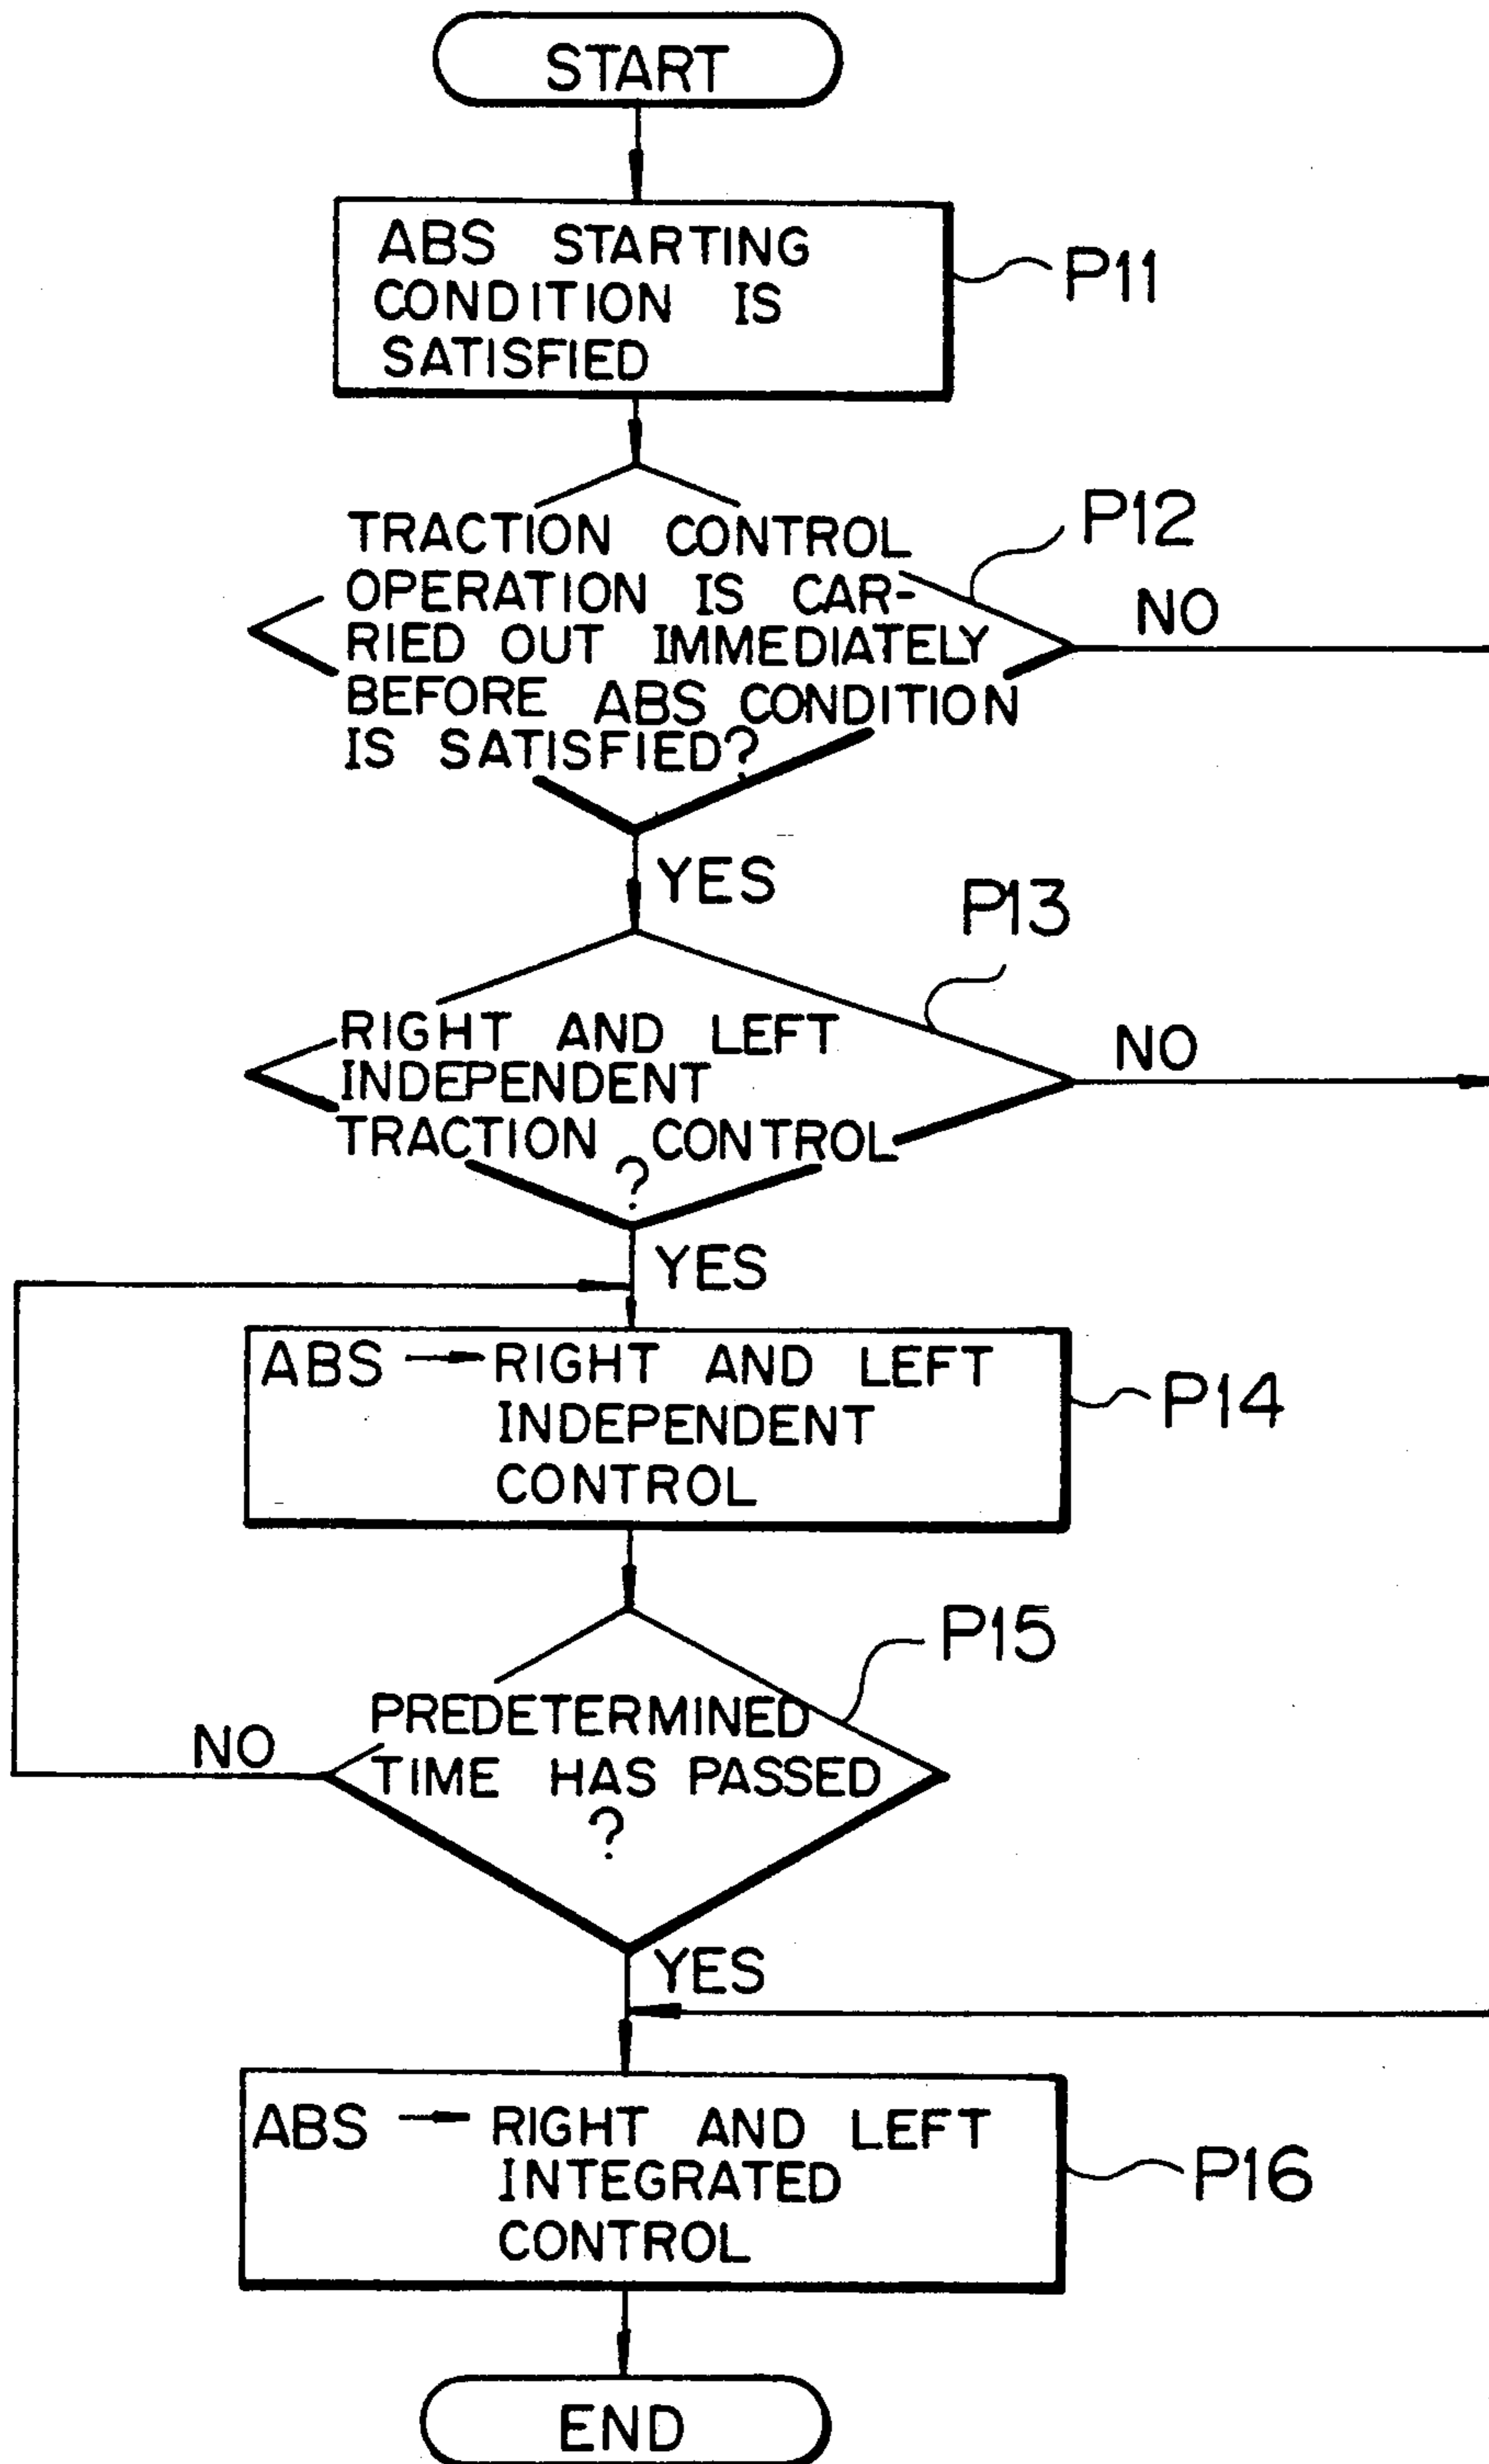 START
ABS STARTING
CONDITION IS
SATISFIED
P11
TRACTION CONTROL
OPERATION IS CAR-
RIED OUT IMMEDIATELY
BEFORE ABS CONDITION
IS SATISFIED?
P12
NO
YES
P13
RIGHT AND LEFT
INDEPENDENT
TRACTION CONTROL
?
NO
YES
ABS → RIGHT AND LEFT
INDEPENDENT
CONTROL
P14
P15
PREDETERMINED
TIME HAS PASSED
?
NO
YES
ABS → RIGHT AND LEFT
INTEGRATED
CONTROL
P16
END